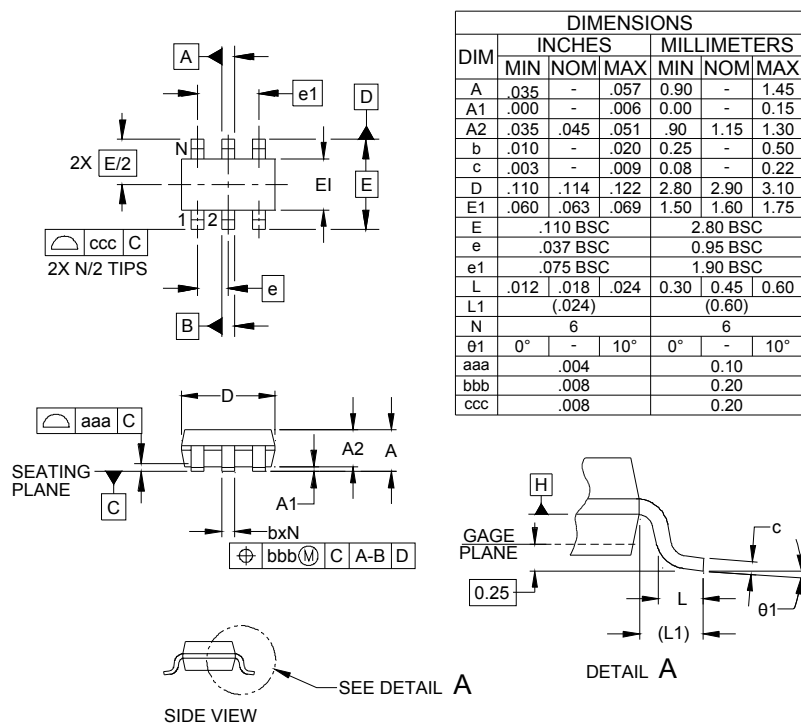 A
e1
D
N
2X E/2
EI
E
1 2
ccc C
2X N/2 TIPS
e
B
D
aaa C
A2 A
SEATING
PLANE
C
A1
bxN
bbb Ⓜ C A-B D
SEE DETAIL A
SIDE VIEW
DIMENSIONS
DIM INCHES MILLIMETERS
MIN NOM MAX MIN NOM MAX
A .035 - .057 0.90 - 1.45
A1 .000 - .006 0.00 - 0.15
A2 .035 .045 .051 .90 1.15 1.30
b .010 - .020 0.25 - 0.50
c .003 - .009 0.08 - 0.22
D .110 .114 .122 2.80 2.90 3.10
E1 .060 .063 .069 1.50 1.60 1.75
E .110 BSC 2.80 BSC
e .037 BSC 0.95 BSC
e1 .075 BSC 1.90 BSC
L .012 .018 .024 0.30 0.45 0.60
L1 (.024) (0.60)
N 6 6
θ1 0° - 10° 0° - 10°
aaa .004 0.10
bbb .008 0.20
ccc .008 0.20
H
GAGE
PLANE
c
0.25
L
θ1
(L1)
DETAIL A